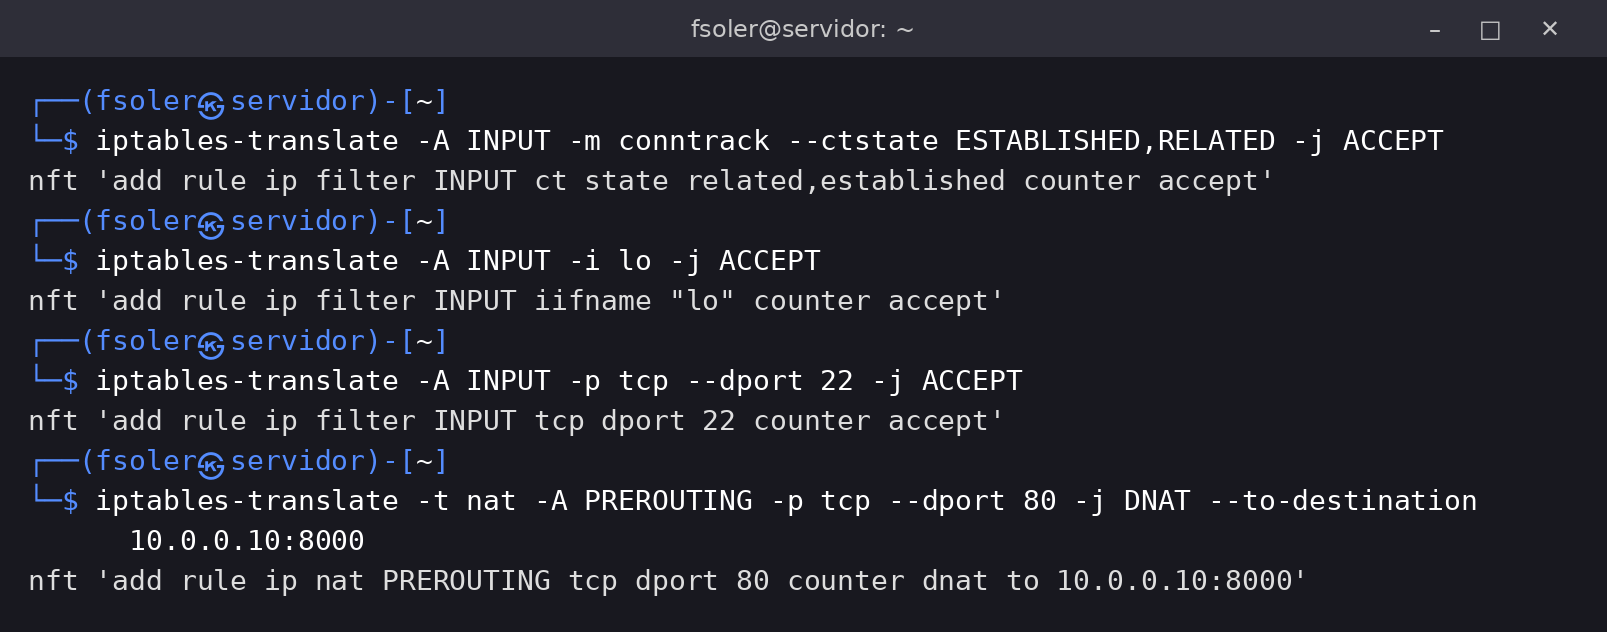 fsoler@servidor: ~
┌──(fsoler㉿servidor)-[~]
└─$ iptables-translate -A INPUT -m conntrack --ctstate ESTABLISHED,RELATED -j ACCEPT
nft 'add rule ip filter INPUT ct state related,established counter accept'
┌──(fsoler㉿servidor)-[~]
└─$ iptables-translate -A INPUT -i lo -j ACCEPT
nft 'add rule ip filter INPUT iifname "lo" counter accept'
┌──(fsoler㉿servidor)-[~]
└─$ iptables-translate -A INPUT -p tcp --dport 22 -j ACCEPT
nft 'add rule ip filter INPUT tcp dport 22 counter accept'
┌──(fsoler㉿servidor)-[~]
└─$ iptables-translate -t nat -A PREROUTING -p tcp --dport 80 -j DNAT --to-destination
      10.0.0.10:8000
nft 'add rule ip nat PREROUTING tcp dport 80 counter dnat to 10.0.0.10:8000'